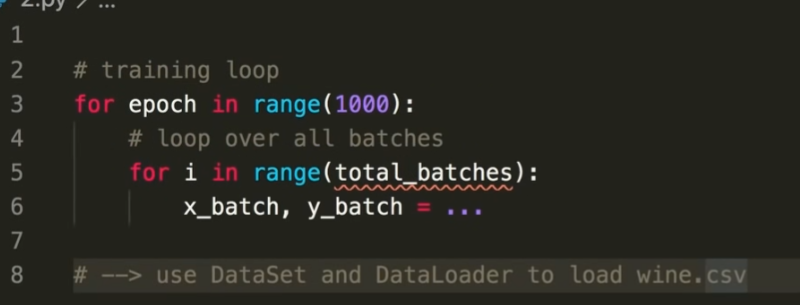 2.py > ...
1
2 # training loop
3 for epoch in range(1000):
4     # loop over all batches
5     for i in range(total_batches):
6         x_batch, y_batch = ...
7
8 # --> use DataSet and DataLoader to load wine.csv